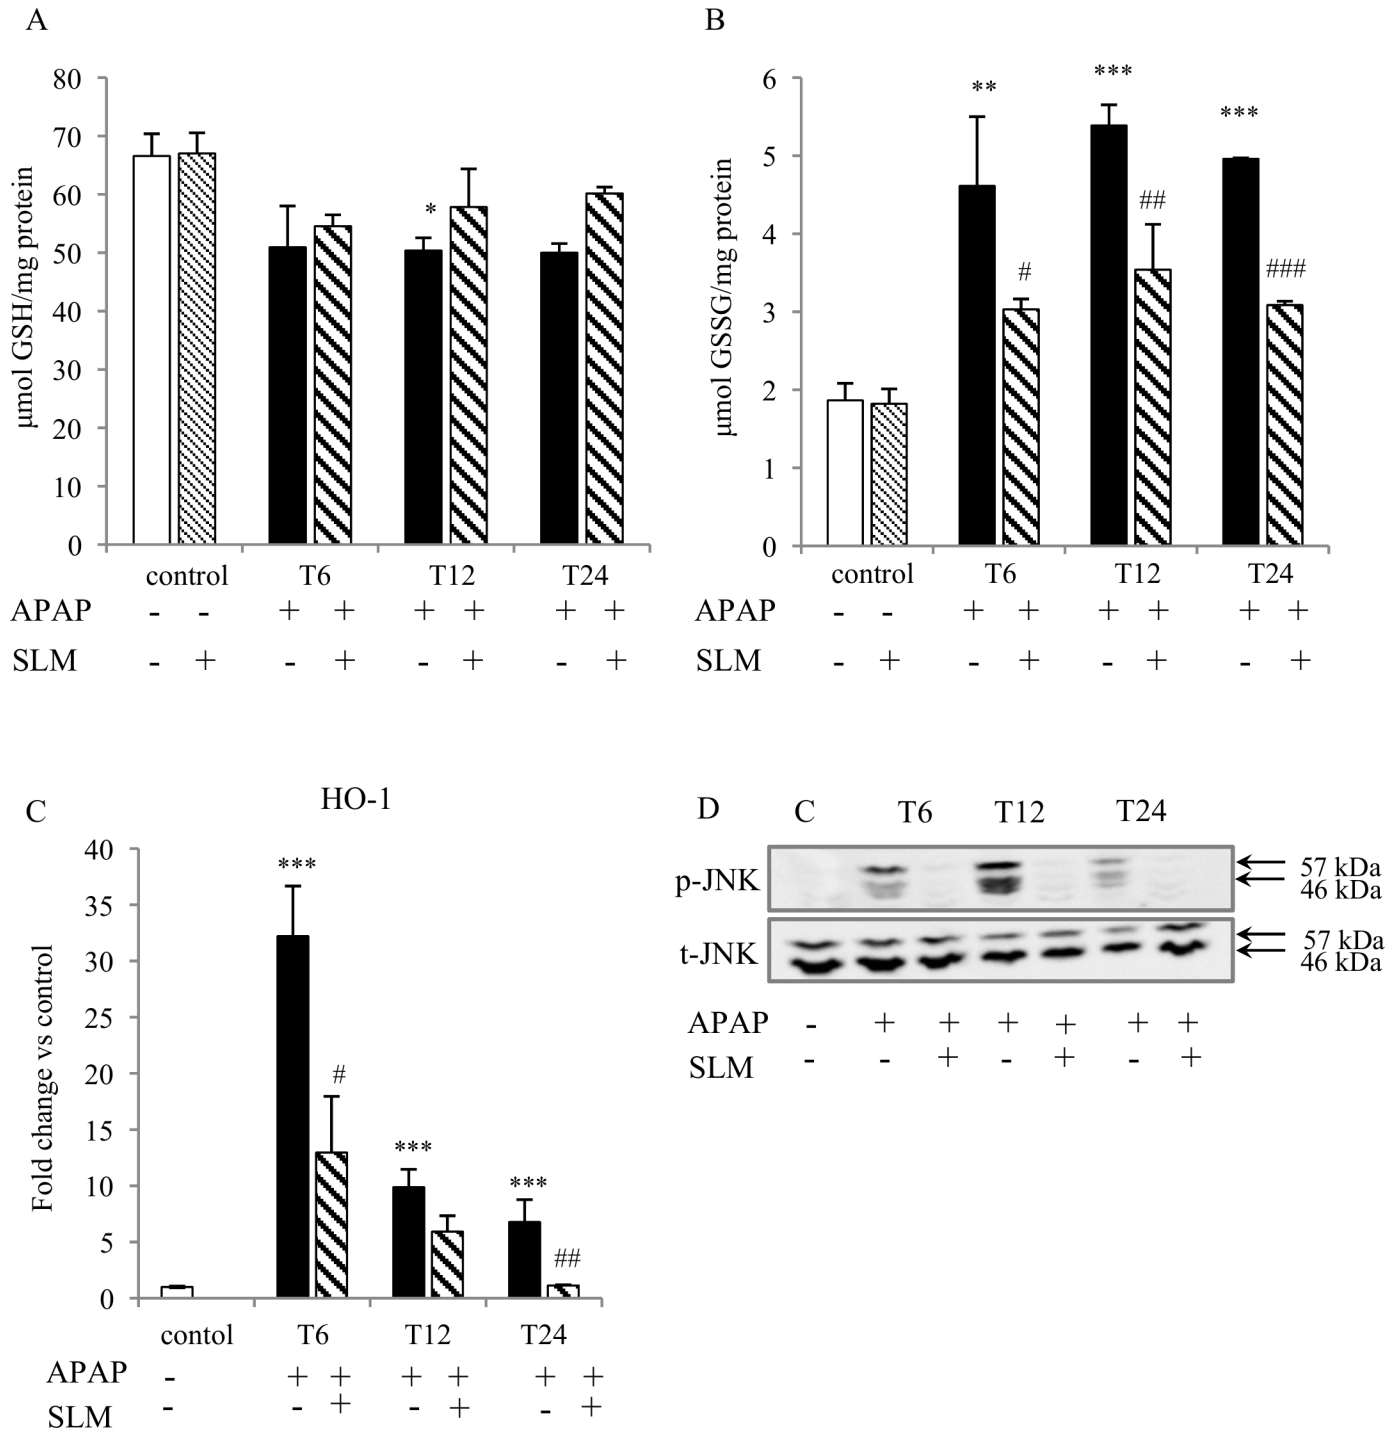 A
80
70
60
50
40
30
20
10
0
µmol GSH/mg protein
*
control T6 T12 T24
APAP - - + + + + + +
SLM - + - + - + - +
B
6
5
4
3
2
1
0
µmol GSSG/mg protein
** *** ***
# ## ###
control T6 T12 T24
APAP - - + + + + + +
SLM - + - + - + - +
C
HO-1
40
35
30
25
20
15
10
5
0
Fold change vs control
*** *** ***
# ##
contol T6 T12 T24
APAP - + + + + + +
SLM - - + - + - +
D C T6 T12 T24
p-JNK
57 kDa
46 kDa
t-JNK
57 kDa
46 kDa
APAP - + + + + + +
SLM - - + - + - +